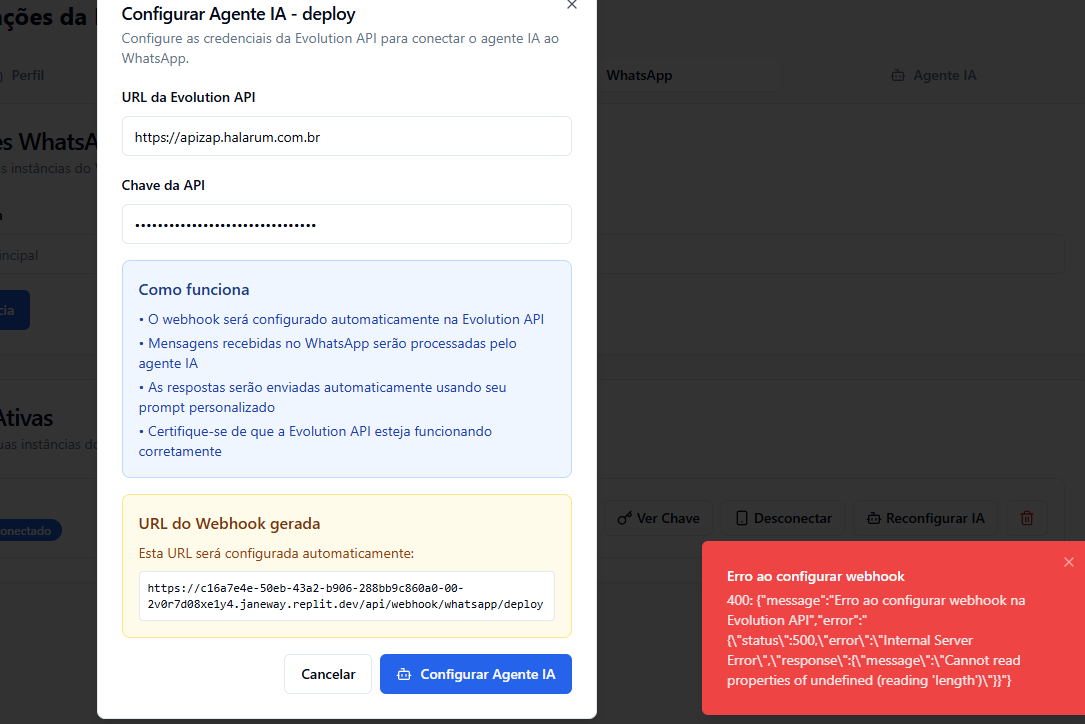 ções da
Configurar Agente IA - deploy
Configure as credenciais da Evolution API para conectar o agente IA ao
WhatsApp.
Perfil
WhatsApp
Agente IA
URL da Evolution API
https://apizap.halarum.com.br
es WhatsA
s instâncias do
Chave da API
••••••••••••••••••••••••••••••••
incipal
cia
Como funciona
• O webhook será configurado automaticamente na Evolution API
• Mensagens recebidas no WhatsApp serão processadas pelo
agente IA
• As respostas serão enviadas automaticamente usando seu
prompt personalizado
• Certifique-se de que a Evolution API esteja funcionando
corretamente
Ativas
uas instâncias do
onectado
Ver Chave
Desconectar
Reconfigurar IA
URL do Webhook gerada
Esta URL será configurada automaticamente:
https://c16a7e4e-50eb-43a2-b906-288bb9c860a0-00-
2v0r7d08xe1y4.janeway.replit.dev/api/webhook/whatsapp/deploy
Cancelar
Configurar Agente IA
Erro ao configurar webhook
400: {"message":"Erro ao configurar webhook na
Evolution API","error":"
{\"status\":500,\"error\":\"Internal Server
Error\",\"response\":{\"message\":\"Cannot read
properties of undefined (reading 'length')\"}}"}